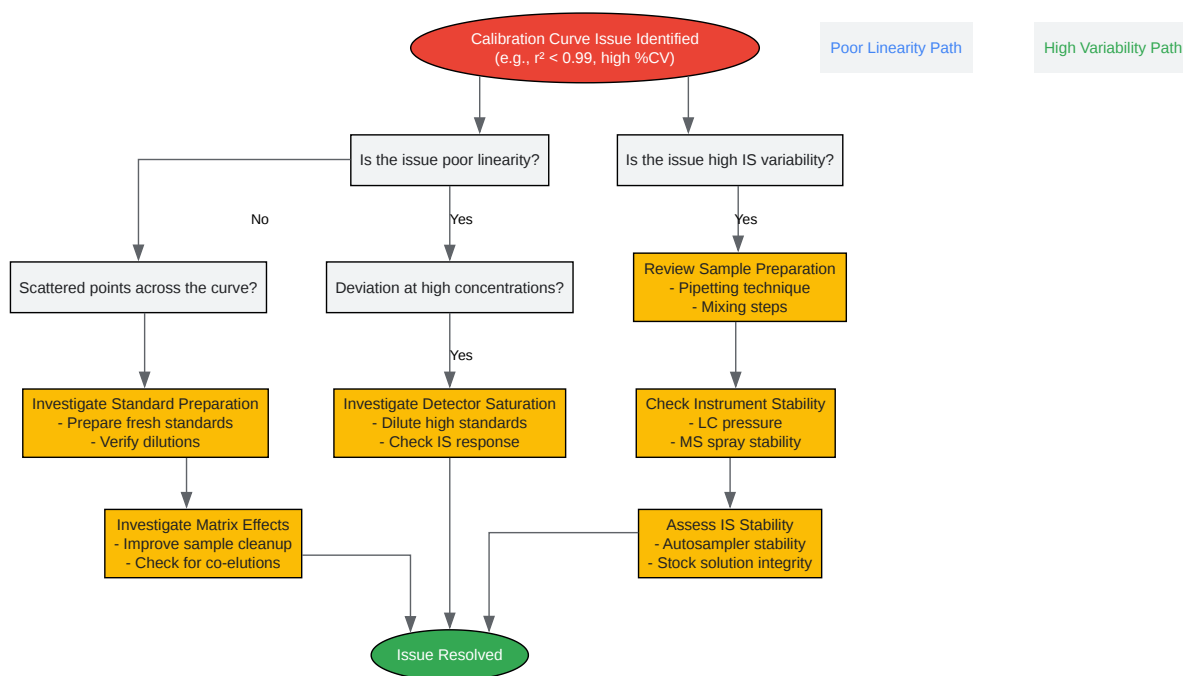 Calibration Curve Issue Identified
(e.g., r² < 0.99, high %CV)
Poor Linearity Path
High Variability Path
Is the issue poor linearity?
Is the issue high IS variability?
No
Yes
Yes
Scattered points across the curve?
Deviation at high concentrations?
Review Sample Preparation
- Pipetting technique
- Mixing steps
Yes
Investigate Standard Preparation
- Prepare fresh standards
- Verify dilutions
Investigate Detector Saturation
- Dilute high standards
- Check IS response
Check Instrument Stability
- LC pressure
- MS spray stability
Investigate Matrix Effects
- Improve sample cleanup
- Check for co-elutions
Assess IS Stability
- Autosampler stability
- Stock solution integrity
Issue Resolved